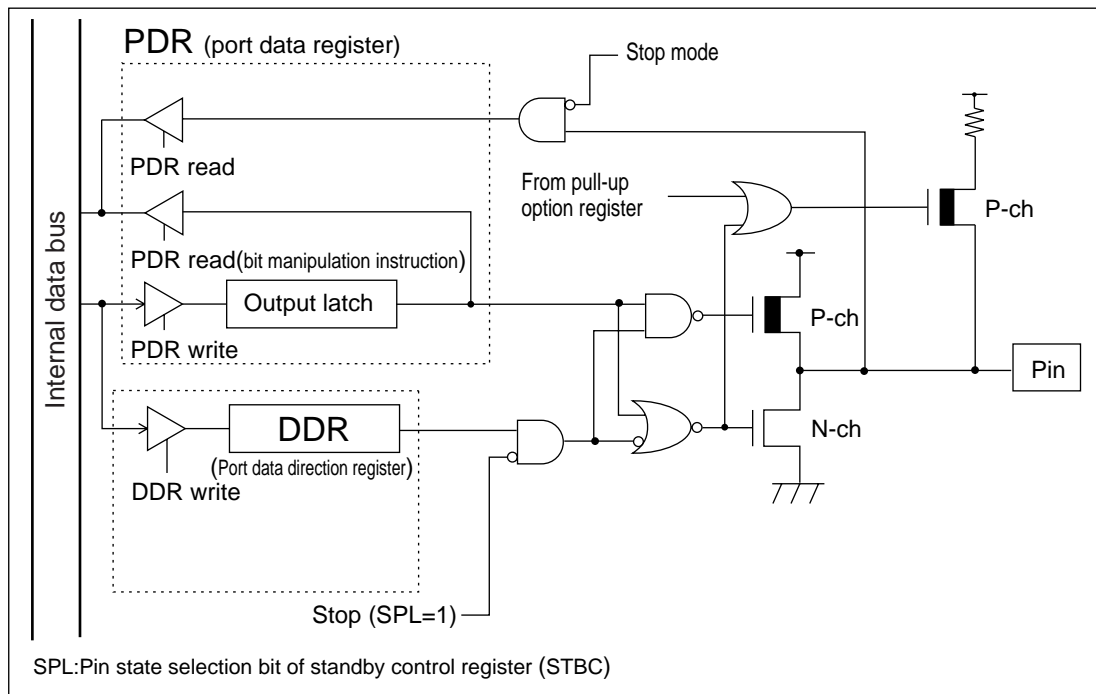 PDR (port data register)
Stop mode
PDR read
From pull-up
option register
P-ch
PDR read(bit manipulation instruction)
Output latch
P-ch
PDR write
Internal data bus
Pin
DDR
N-ch
(Port data direction register)
DDR write
Stop (SPL=1)
SPL:Pin state selection bit of standby control register (STBC)